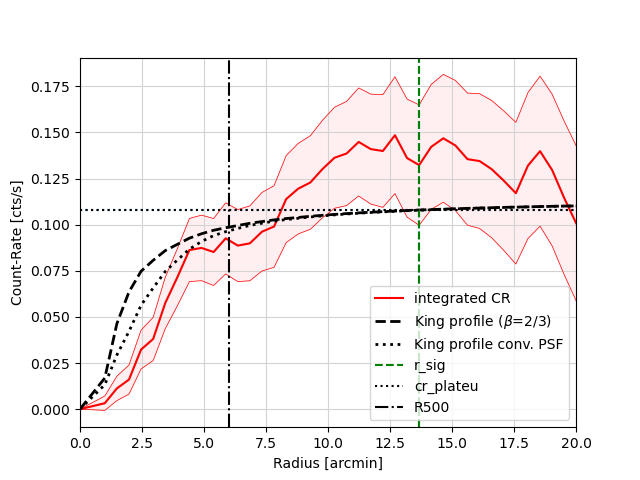 0.175
0.150
0.125
0.100
0.075
0.050
0.025
0.000
Count-Rate [cts/s]
integrated CR
King profile (β=2/3)
King profile conv. PSF
r_sig
cr_plateu
R500
0.0 2.5 5.0 7.5 10.0 12.5 15.0 17.5 20.0
Radius [arcmin]